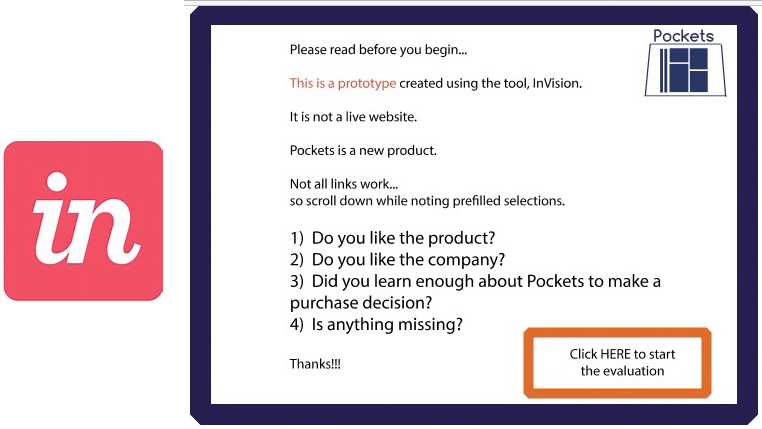 in
Pockets
Please read before you begin...
This is a prototype created using the tool, InVision.
It is not a live website.
Pockets is a new product.
Not all links work...
so scroll down while noting prefilled selections.
1) Do you like the product?
2) Do you like the company?
3) Did you learn enough about Pockets to make a
purchase decision?
4) Is anything missing?
Thanks!!!
Click HERE to start
the evaluation